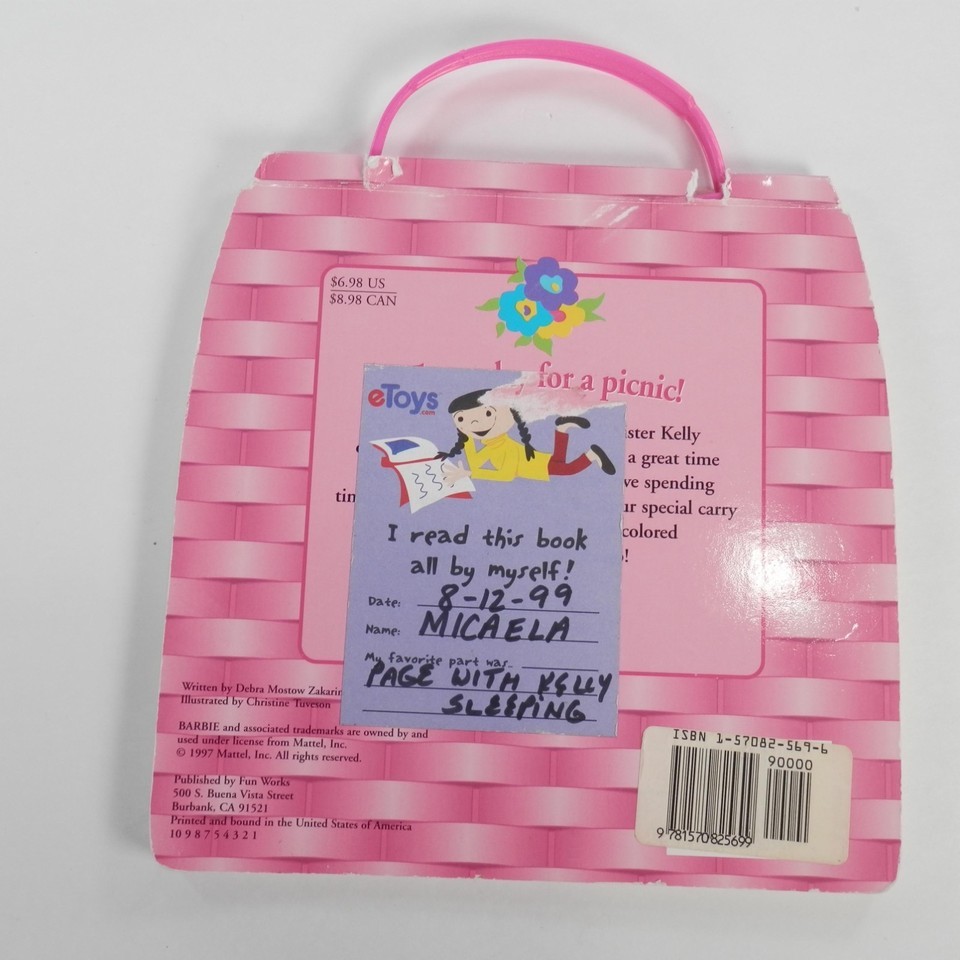 $6.98 US
$8.98 CAN
for a picnic!
eToys
.com
ister Kelly
a great time
ve spending
tin
ur special carry
colored
!
I read this book
all by myself!
Date: 8-12-99
Name: MICAELA
My favorite part was
PAGE WITH KELLY
SLEEPING
Written by Debra Mostow Zakarin
Illustrated by Christine Tuveson
BARBIE and associated trademarks are owned by and
used under license from Mattel, Inc.
© 1997 Mattel, Inc. All rights reserved.
Published by Fun Works
500 S. Buena Vista Street
Burbank, CA 91521
Printed and bound in the United States of America
10 9 8 7 5 4 3 2 1
ISBN 1-57082-569-6
90000
9 781570 825699